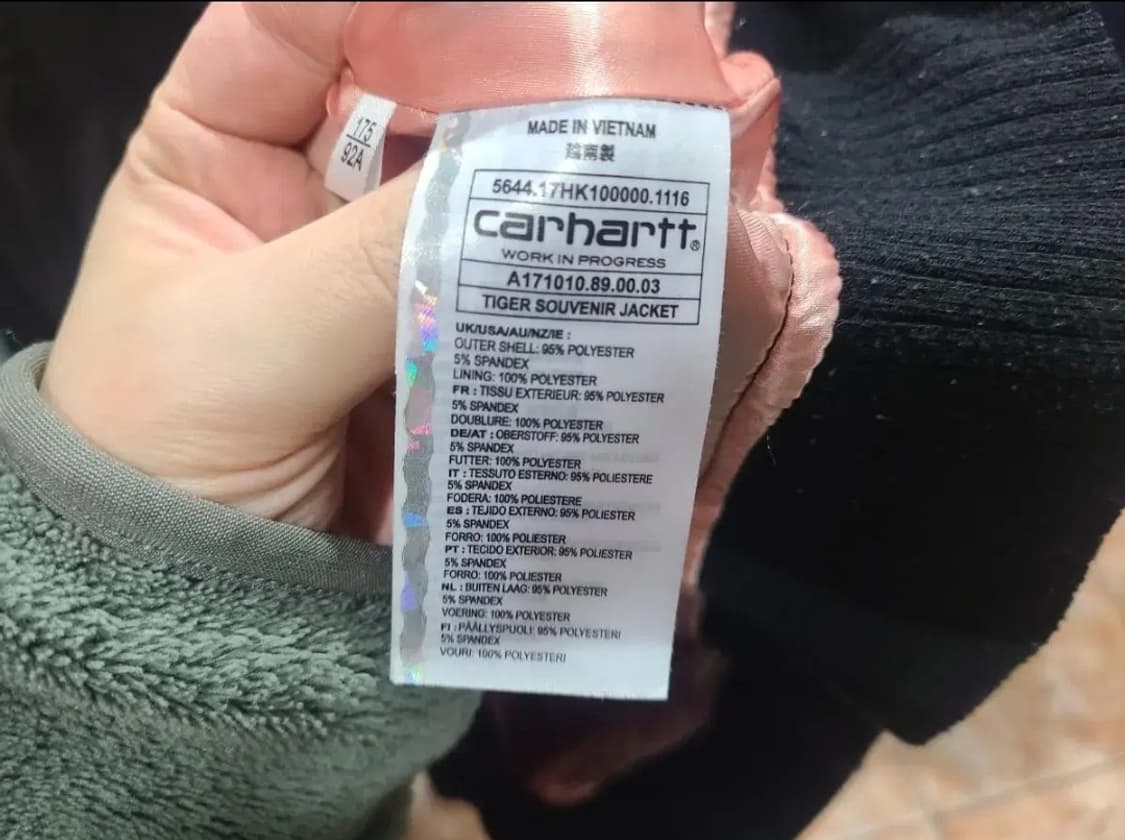 175
92A
MADE IN VIETNAM
越南製
5644.17HK100000.1116
carhartt®
WORK IN PROGRESS
A171010.89.00.03
TIGER SOUVENIR JACKET
UK/USA/AU/NZ/IE :
OUTER SHELL: 95% POLYESTER
5% SPANDEX
LINING: 100% POLYESTER
FR : TISSU EXTERIEUR: 95% POLYESTER
5% SPANDEX
DOUBLURE: 100% POLYESTER
DE/AT : OBERSTOFF: 95% POLYESTER
5% SPANDEX
FUTTER: 100% POLYESTER
IT : TESSUTO ESTERNO: 95% POLIESTERE
5% SPANDEX
FODERA: 100% POLIESTERE
ES : TEJIDO EXTERNO: 95% POLIESTER
5% SPANDEX
FORRO: 100% POLIESTER
PT : TECIDO EXTERIOR: 95% POLIESTER
5% SPANDEX
FORRO: 100% POLIESTER
NL : BUITEN LAAG: 95% POLYESTER
5% SPANDEX
VOERING: 100% POLYESTER
FI : PÄÄLLYSPUOLI: 95% POLYESTERI
5% SPANDEX
VOURI: 100% POLYESTERI